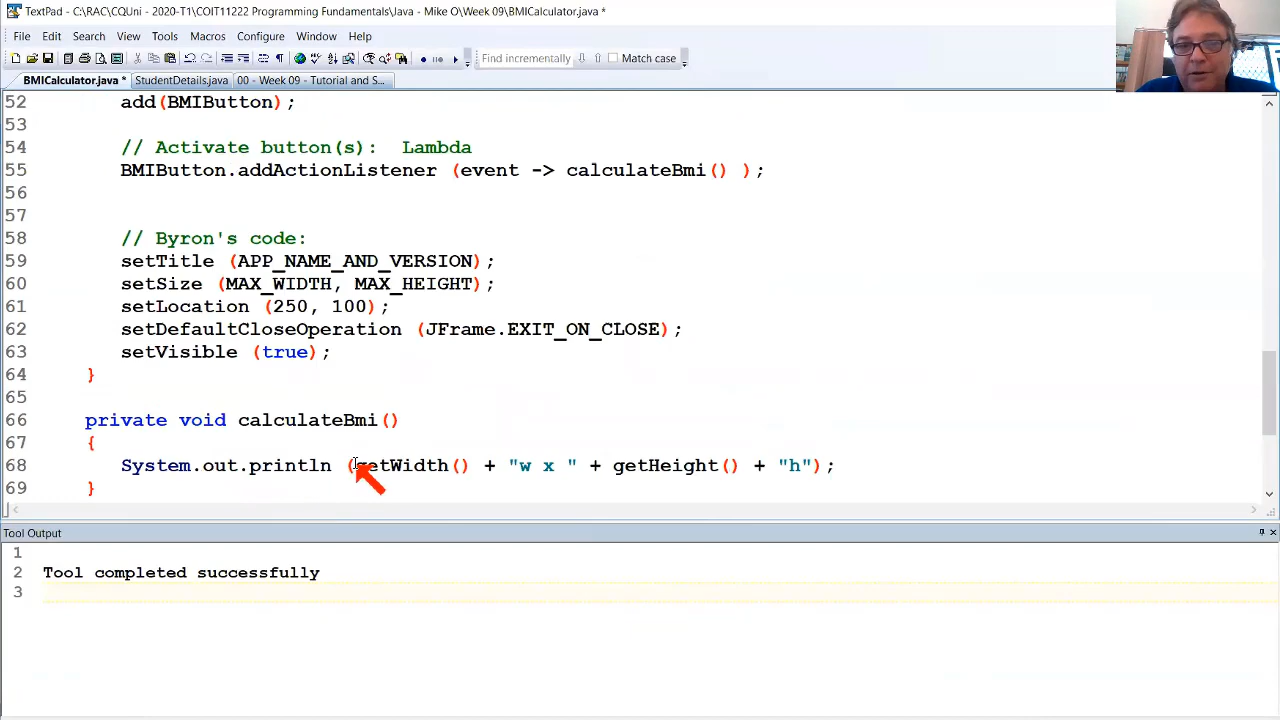 TextPad - C:\RAC\CQUni - 2020-T1\COIT11222 Programming Fundamentals\Java - Mike O\Week 09\BMICalculator.java *
File Edit Search View Tools Macros Configure Window Help
Find incrementally Match case
BMICalculator.java * StudentDetails.java 00 - Week 09 - Tutorial and S...
52 add(BMIButton);
53
54 // Activate button(s):  Lambda
55 BMIButton.addActionListener (event -> calculateBmi() );
56
57
58 // Byron's code:
59 setTitle (APP_NAME_AND_VERSION);
60 setSize (MAX_WIDTH, MAX_HEIGHT);
61 setLocation (250, 100);
62 setDefaultCloseOperation (JFrame.EXIT_ON_CLOSE);
63 setVisible (true);
64 }
65
66 private void calculateBmi()
67 {
68 System.out.println (getWidth() + "w x " + getHeight() + "h");
69 }
Tool Output
1
2 Tool completed successfully
3